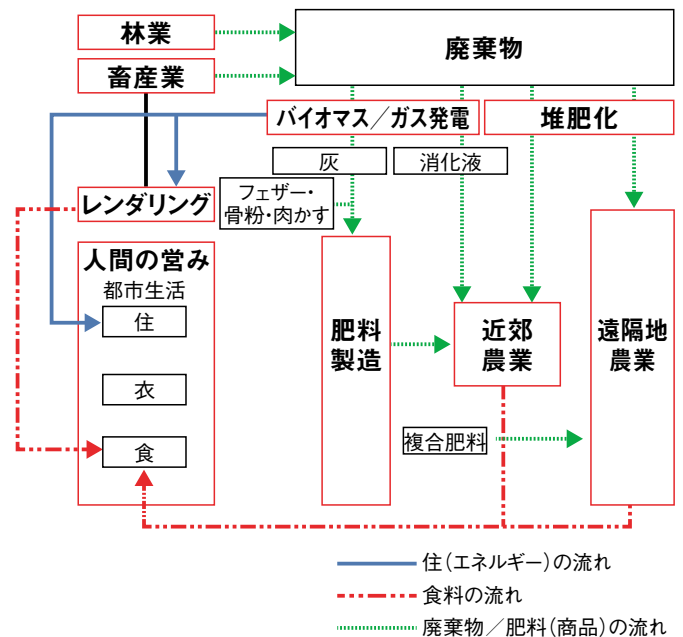 林業
廃棄物
畜産業
バイオマス／ガス発電
堆肥化
灰
消化液
フェザー・
骨粉・肉かす
レンダリング
人間の営み
都市生活
住
衣
食
肥料
製造
近郊
農業
遠隔地
農業
複合肥料
住（エネルギー）の流れ
食料の流れ
廃棄物／肥料（商品）の流れ